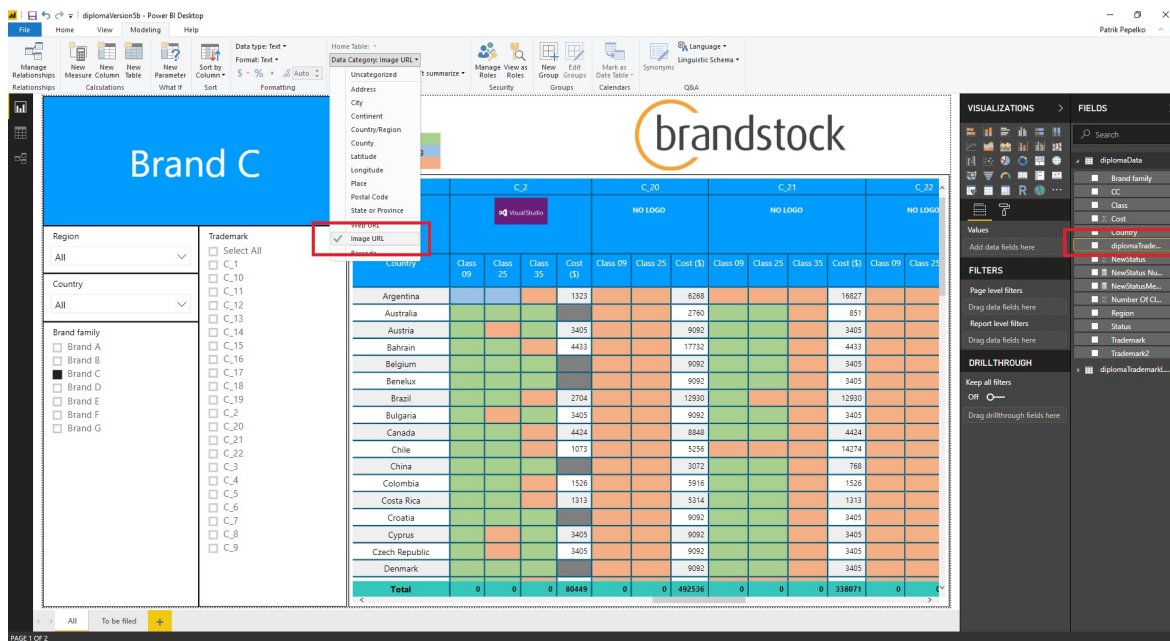 diplomaVersion5b - Power BI Desktop
Patrik Pepelko
File Home View Modeling Help
Manage Relationships
New Measure
New Column
New Table
New Parameter
Sort by Column
Data type: Text
Format: Text
$ % , Auto
Home Table:
Data Category: Image URL
t summarize
Manage Roles
View as Roles
New Group
Edit Groups
Mark as Date Table
Synonyms
Language
Linguistic Schema
Relationships Calculations What If Sort Formatting Security Groups Calendars Q&A
Uncategorized
Address
City
Continent
Country/Region
County
Latitude
Longitude
Place
Postal Code
State or Province
Web URL
Image URL
Barcode
Brand C
brandstock
Region
All
Country
All
Brand family
Brand A
Brand B
Brand C
Brand D
Brand E
Brand F
Brand G
Trademark
Select All
C_1
C_10
C_11
C_12
C_13
C_14
C_15
C_16
C_17
C_18
C_19
C_2
C_20
C_21
C_22
C_3
C_4
C_5
C_6
C_7
C_8
C_9
C_2 C_20 C_21 C_22
Visual Studio NO LOGO NO LOGO NO LOGO
Country Class 09 Class 25 Class 35 Cost ($) Class 09 Class 25 Cost ($) Class 09 Class 25 Class 35 Cost ($) Class 09 Class 25
Argentina 1323 6268 16827
Australia 2760 851
Austria 3405 9092 3405
Bahrain 4433 17732 4433
Belgium 9092 3405
Benelux 9092 3405
Brazil 2704 12930 12930
Bulgaria 3405 9092 3405
Canada 4424 8848 4424
Chile 1073 5256 14274
China 3072 768
Colombia 1526 5916 1526
Costa Rica 1313 5314 1313
Croatia 9092 3405
Cyprus 3405 9092 3405
Czech Republic 3405 9092 3405
Denmark 9092 3405
Total 0 0 0 80449 0 0 492536 0 0 0 338071 0
VISUALIZATIONS
Values
Add data fields here
FILTERS
Page level filters
Drag data fields here
Report level filters
Drag data fields here
DRILLTHROUGH
Keep all filters
Off
Drag drillthrough fields here
FIELDS
Search
diplomaData
Brand family
CC
Class
Cost
Country
diplomaTrade...
NewStatus
NewStatus Nu...
NewStatusMe...
Number Of Cl...
Region
Status
Trademark
Trademark2
diplomaTrademarkL...
All To be filed +
PAGE 1 OF 2